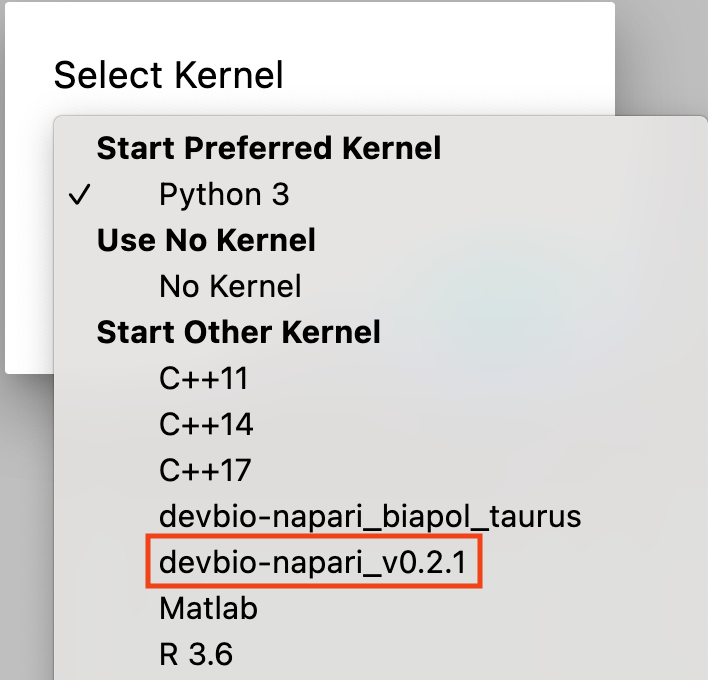 Select Kernel
Start Preferred Kernel
✓ Python 3
Use No Kernel
No Kernel
Start Other Kernel
C++11
C++14
C++17
devbio-napari_biapol_taurus
devbio-napari_v0.2.1
Matlab
R 3.6